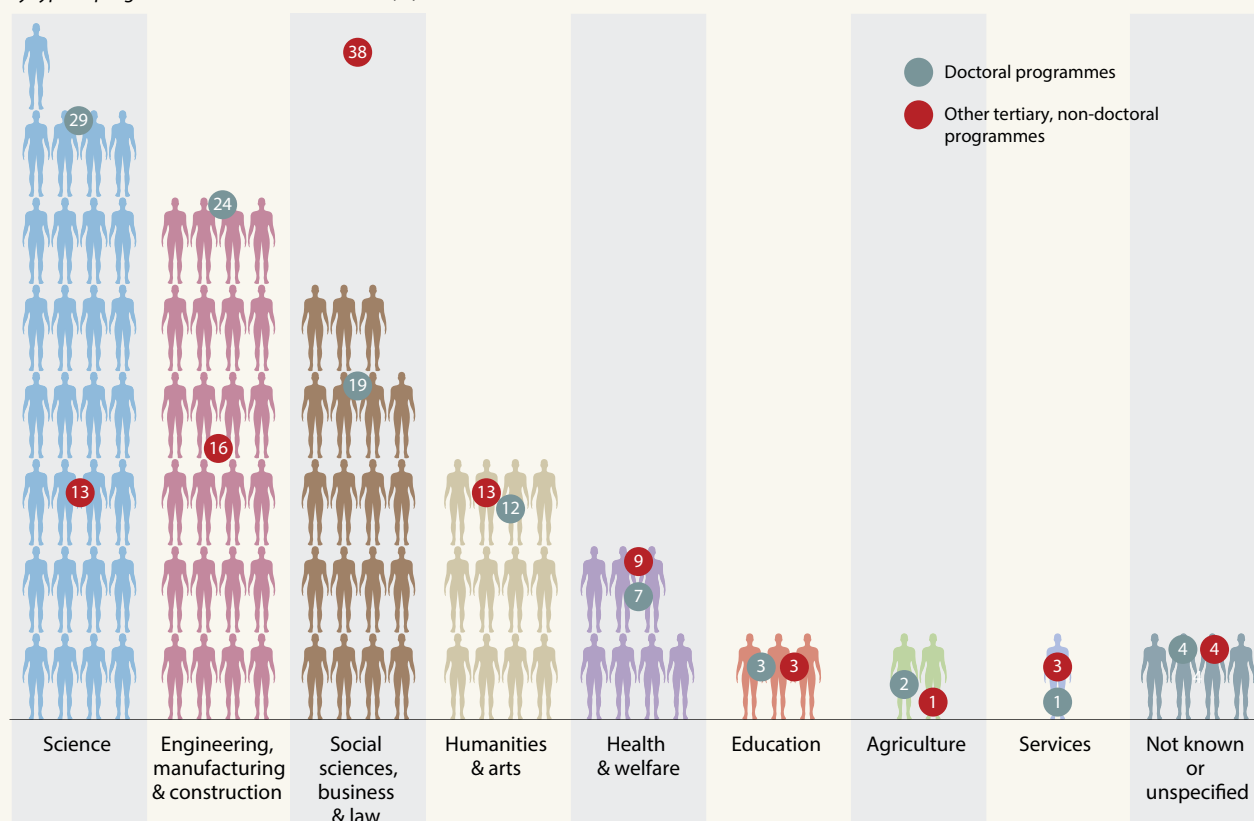 38
Doctoral programmes
Other tertiary, non-doctoral
programmes
29
24
19
16
13
13
12
9
7
3
3
2
1
3
1
4
4
Science
Engineering,
manufacturing
& construction
Social
sciences,
business
& law
Humanities
& arts
Health
& welfare
Education
Agriculture
Services
Not known
or
unspecified